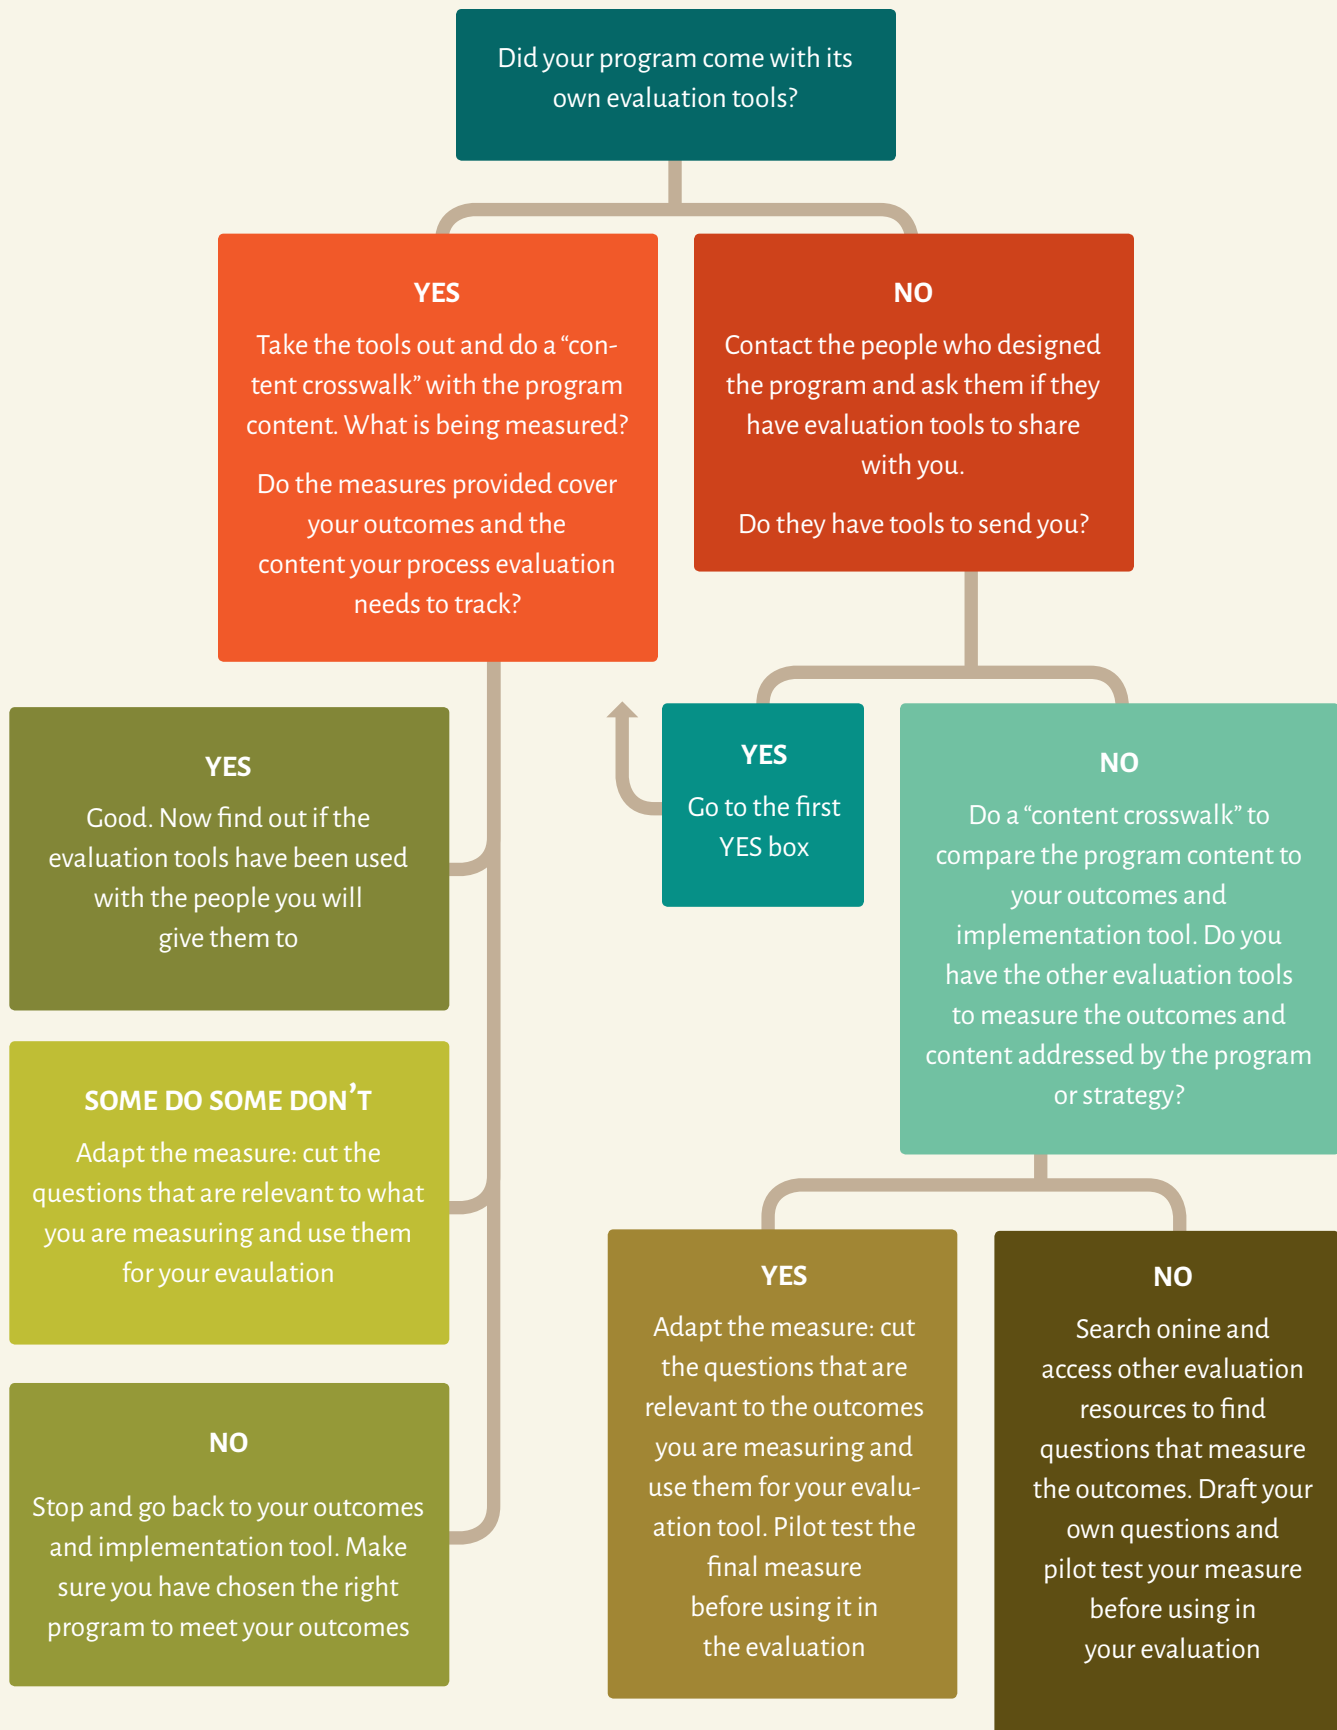 Did your program come with its
own evaluation tools?
YES
Take the tools out and do a “con-
tent crosswalk” with the program
content. What is being measured?
Do the measures provided cover
your outcomes and the
content your process evaluation
needs to track?
NO
Contact the people who designed
the program and ask them if they
have evaluation tools to share
with you.
Do they have tools to send you?
YES
Good. Now find out if the
evaluation tools have been used
with the people you will
give them to
SOME DO SOME DON’T
Adapt the measure: cut the
questions that are relevant to what
you are measuring and use them
for your evaulation
NO
Stop and go back to your outcomes
and implementation tool. Make
sure you have chosen the right
program to meet your outcomes
YES
Go to the first
YES box
NO
Do a “content crosswalk” to
compare the program content to
your outcomes and
implementation tool. Do you
have the other evaluation tools
to measure the outcomes and
content addressed by the program
or strategy?
YES
Adapt the measure: cut
the questions that are
relevant to the outcomes
you are measuring and
use them for your evalu-
ation tool. Pilot test the
final measure
before using it in
the evaluation
NO
Search onine and
access other evaluation
resources to find
questions that measure
the outcomes. Draft your
own questions and
pilot test your measure
before using in
your evaluation